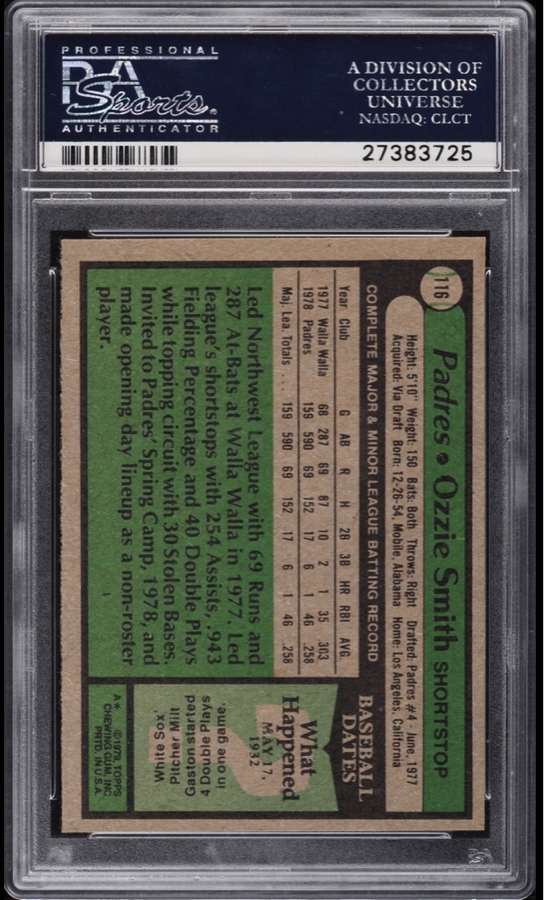 PROFESSIONAL
PSA
Sports
AUTHENTICATOR
A DIVISION OF
COLLECTORS
UNIVERSE
NASDAQ: CLCT
27383725
116
Padres • Ozzie Smith SHORTSTOP
Height: 5'10" Weight: 150 Bats: Both Throws: Right Drafted: Padres #4 - June, 1977
Acquired: Via Draft Born: 12-26-54, Mobile, Alabama Home: Los Angeles, California
COMPLETE MAJOR & MINOR LEAGUE BATTING RECORD
Year Club G AB R H 2B 3B HR RBI AVG.
1977 Walla Walla 68 287 69 87 10 2 1 35 .303
1978 Padres 159 590 69 152 17 6 1 46 .258
Maj. Lea. Totals . . . 159 590 69 152 17 6 1 46 .258
Led Northwest League with 69 Runs and
287 At-Bats at Walla Walla in 1977. Led
league's shortstops with 254 Assists, .943
Fielding Percentage and 40 Double Plays
while topping circuit with 30 Stolen Bases.
Invited to Padres' Spring Camp, 1978, and
made opening day lineup as a non-roster
player.
BASEBALL
DATES
What
Happened
MAY 17,
1932
White Sox'
Pitcher Milt
Gaston started
4 Double Plays
in one game.
A* ©1979, TOPPS
CHEWING GUM, INC
PRTD. IN U.S.A.